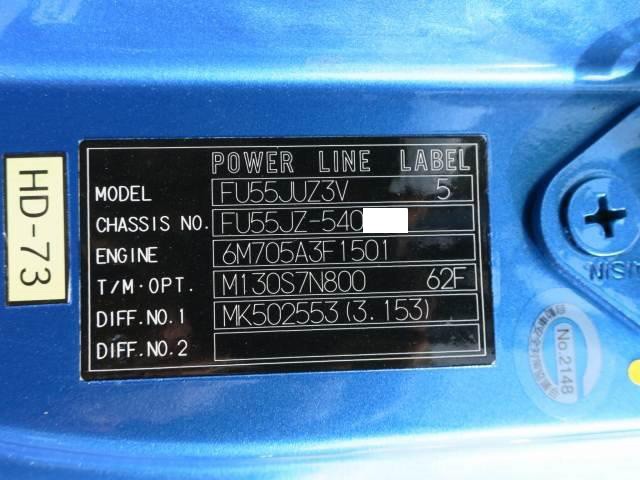 POWER LINE LABEL
MODEL FU55JUZ3V 5
CHASSIS NO. FU55JZ-540
ENGINE 6M705A3F1501
T/M·OPT. M130S7N800 62F
DIFF.NO.1 MK502553(3.153)
DIFF.NO.2
HD-73
No.2148